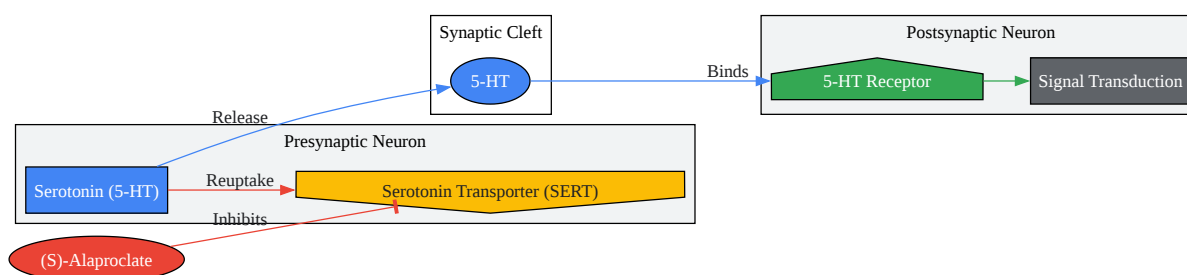 Synaptic Cleft
5-HT
Postsynaptic Neuron
Binds
5-HT Receptor
Signal Transduction
Release
Presynaptic Neuron
Serotonin (5-HT)
Reuptake
Serotonin Transporter (SERT)
Inhibits
(S)-Alaproclate